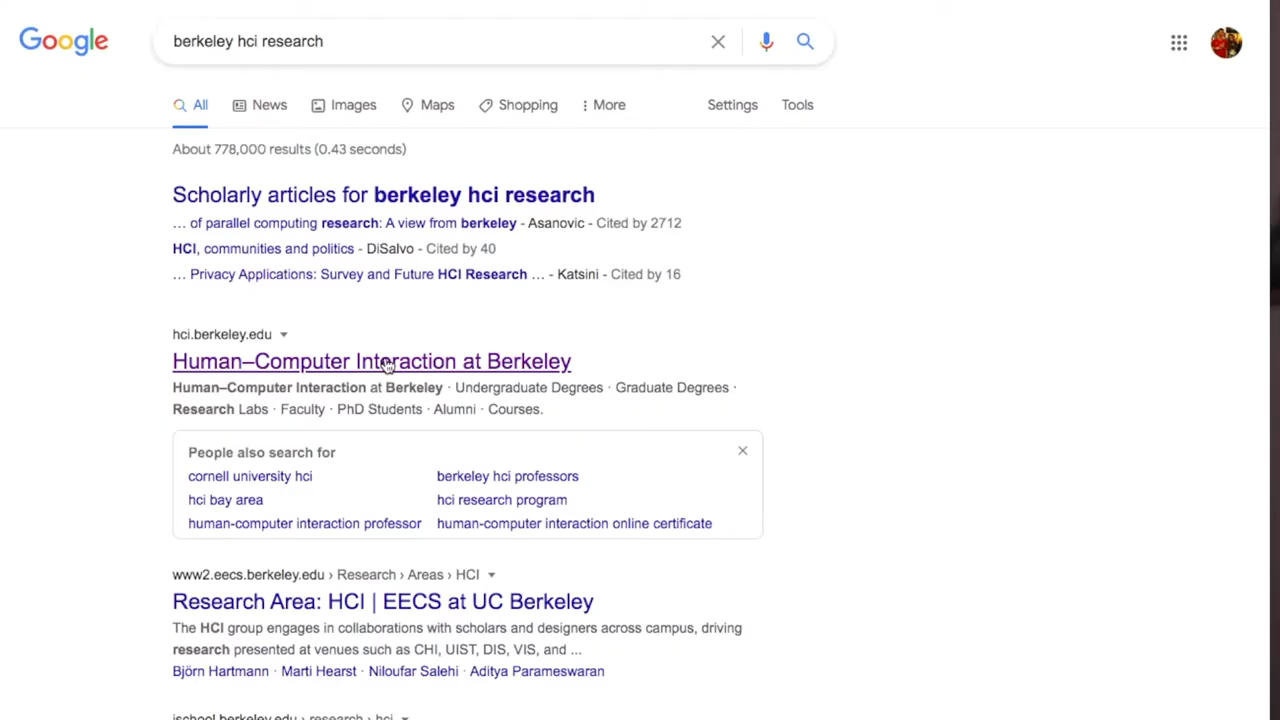 Google
berkeley hci research
All News Images Maps Shopping More Settings Tools
About 778,000 results (0.43 seconds)
Scholarly articles for berkeley hci research
... of parallel computing research: A view from berkeley - Asanovic - Cited by 2712
HCI, communities and politics - DiSalvo - Cited by 40
... Privacy Applications: Survey and Future HCI Research ... - Katsini - Cited by 16
hci.berkeley.edu
Human–Computer Interaction at Berkeley
Human–Computer Interaction at Berkeley · Undergraduate Degrees · Graduate Degrees ·
Research Labs · Faculty · PhD Students · Alumni · Courses.
People also search for
cornell university hci berkeley hci professors
hci bay area hci research program
human-computer interaction professor human-computer interaction online certificate
www2.eecs.berkeley.edu › Research › Areas › HCI
Research Area: HCI | EECS at UC Berkeley
The HCI group engages in collaborations with scholars and designers across campus, driving
research presented at venues such as CHI, UIST, DIS, VIS, and ...
Björn Hartmann · Marti Hearst · Niloufar Salehi · Aditya Parameswaran
ischool.berkeley.edu › research › hci